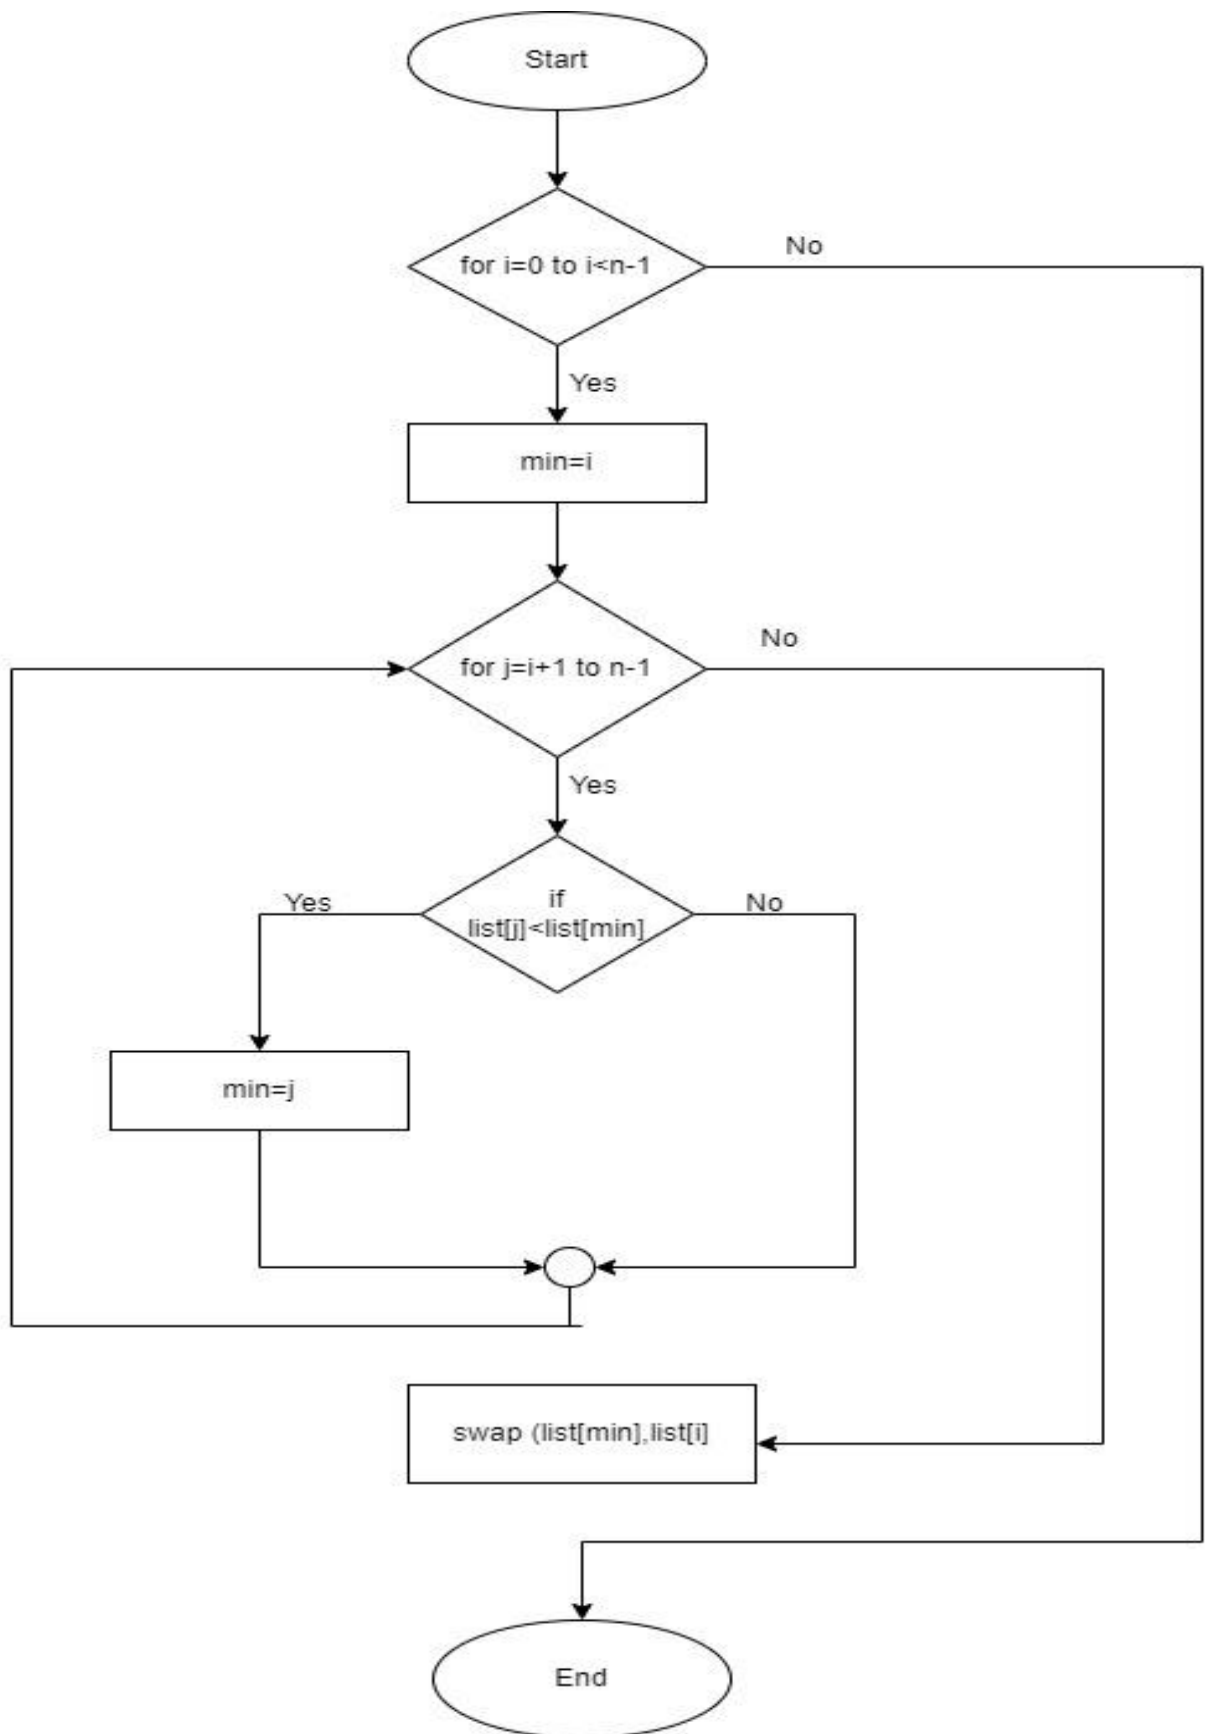 Start
for i=0 to i<n-1
No
Yes
min=i
for j=i+1 to n-1
No
Yes
if
list[j]<list[min]
Yes
No
min=j
swap (list[min],list[i]
End